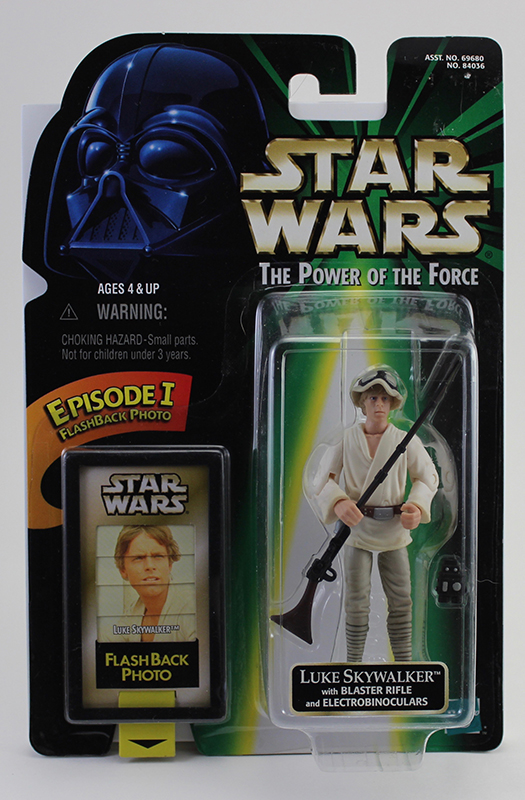 ASST. NO. 69680
NO. 84036
STAR
WARS
®
THE POWER OF THE FORCE
AGES 4 & UP
⚠ WARNING:
CHOKING HAZARD-Small parts.
Not for children under 3 years.
EPISODE I
FLASHBACK PHOTO
STAR
WARS
LUKE SKYWALKER™
FLASHBACK
PHOTO
LUKE SKYWALKER™
with BLASTER RIFLE
and ELECTROBINOCULARS